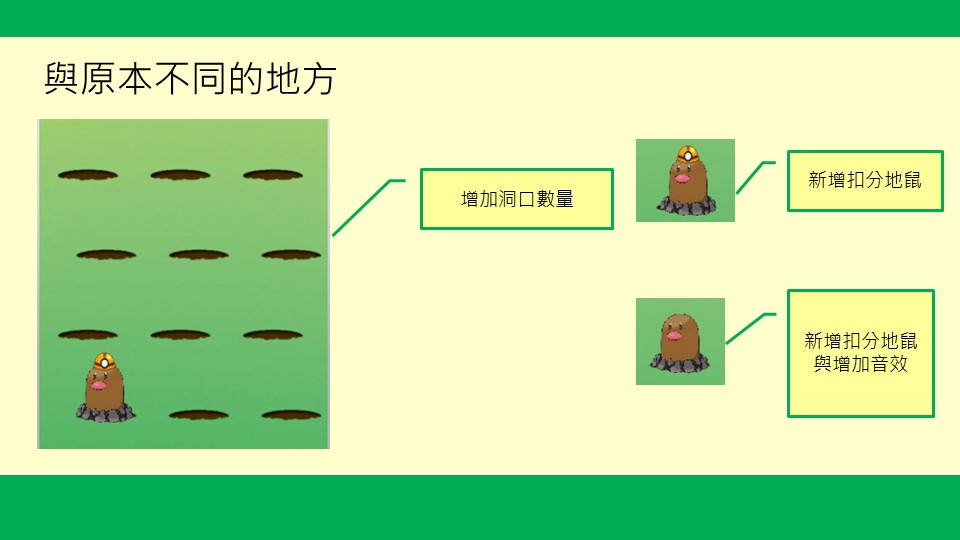 與原本不同的地方
增加洞口數量
新增扣分地鼠
新增扣分地鼠
與增加音效